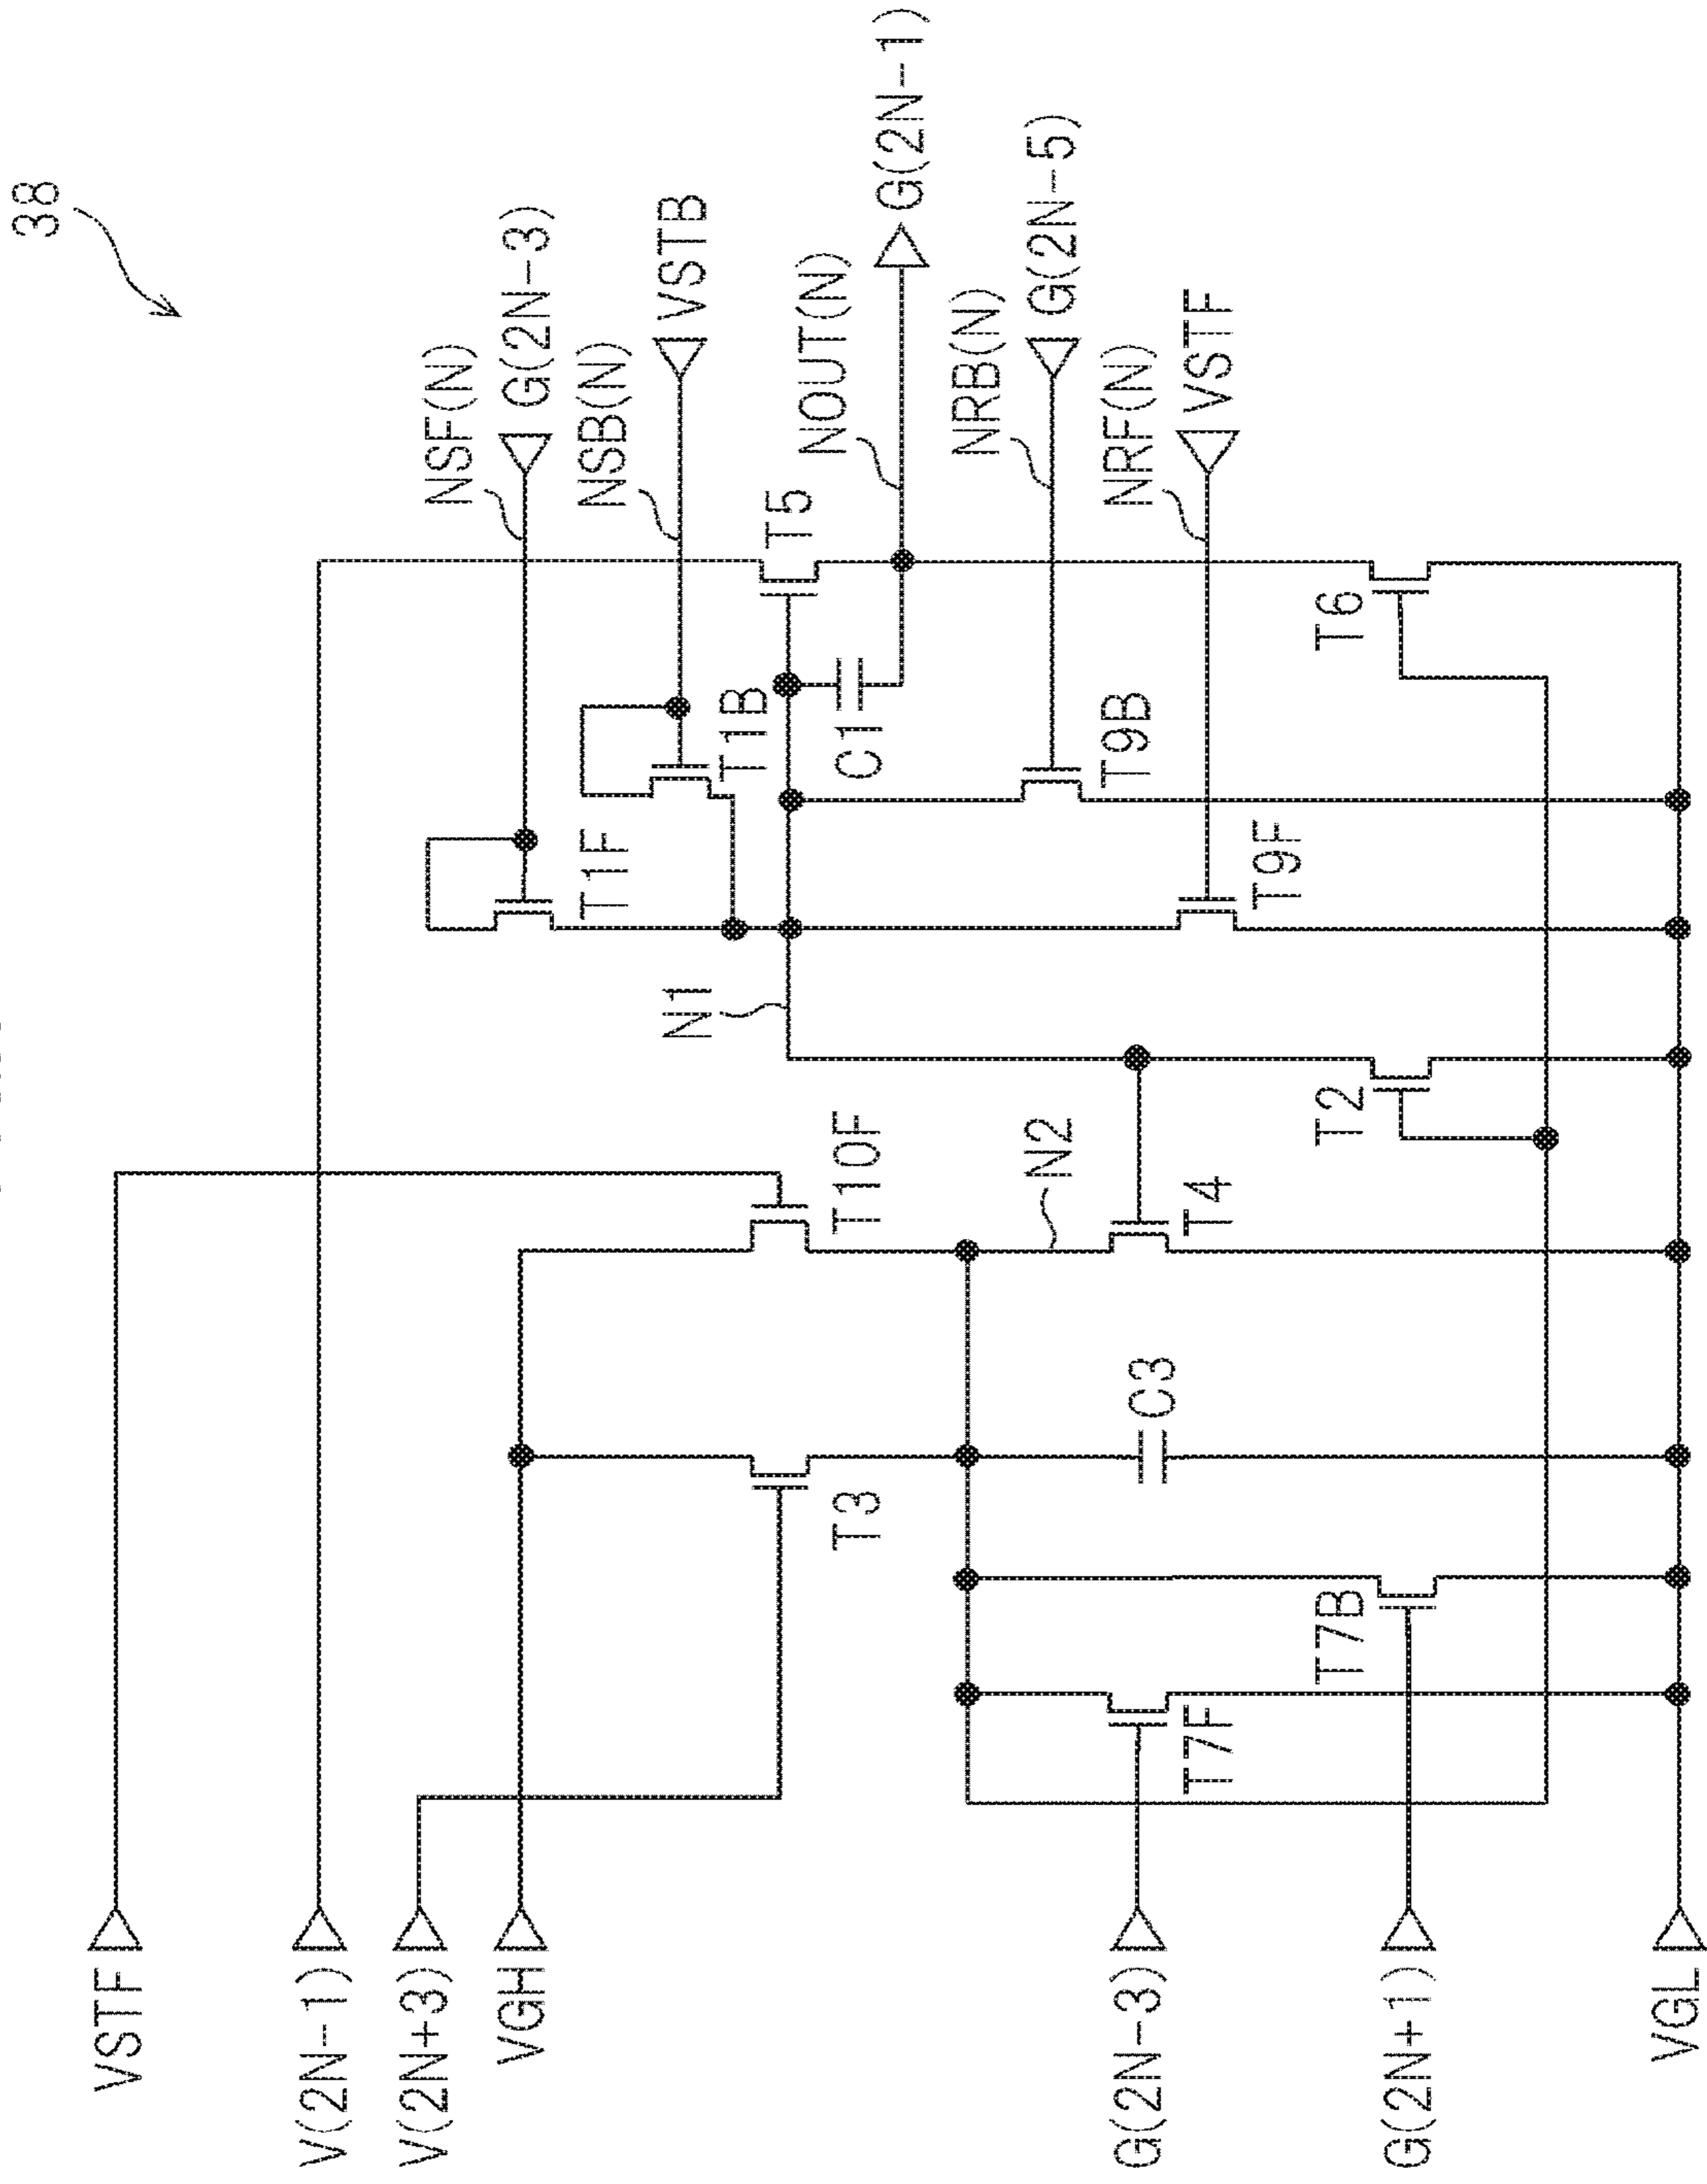 38
NSF(N)
G(2N-3)
NSB(N)
VSTB
NOUT(N)
G(2N-1)
NRB(N)
G(2N-5)
NRF(N)
VSTF
T5
T1B
T1F
C1
T9B
T9F
T6
N1
T10F
N2
T4
T2
T3
C3
T7B
T7F
VSTF
V(2N-1)
V(2N+3)
VGH
G(2N-3)
G(2N+1)
VGL